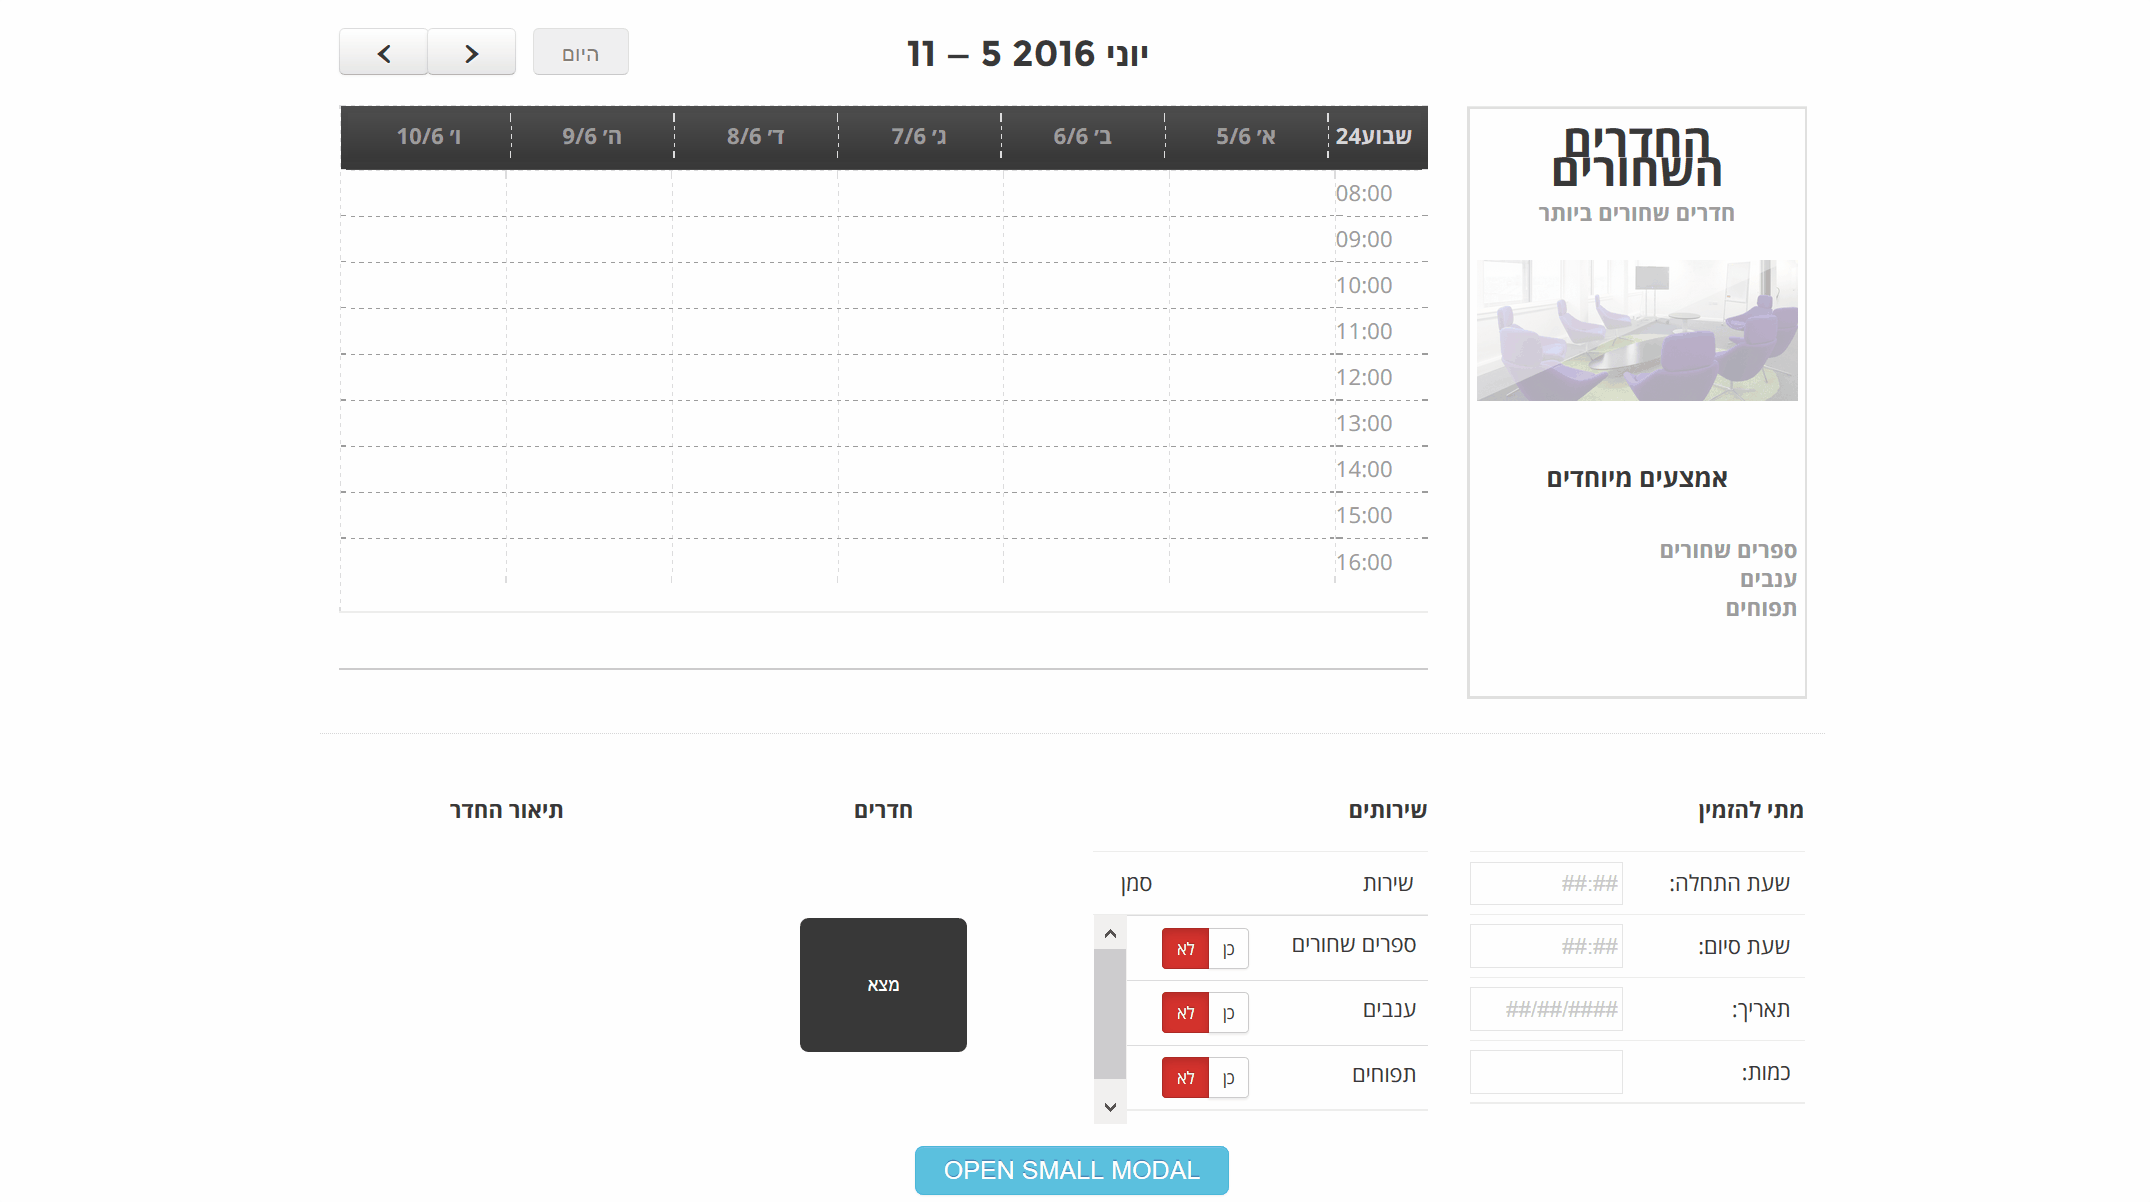 יוני 2016 5 – 11
היום
שבוע24 א׳ 5/6 ב׳ 6/6 ג׳ 7/6 ד׳ 8/6 ה׳ 9/6 ו׳ 10/6
08:00
09:00
10:00
11:00
12:00
13:00
14:00
15:00
16:00
החדרים
השחורים
חדרים שחורים ביותר
אמצעים מיוחדים
ספרים שחורים
ענבים
תפוחים
מתי להזמין
שעת התחלה: ##:##
שעת סיום: ##:##
תאריך: ##/##/####
כמות:
שירותים
שירות סמן
ספרים שחורים כן לא
ענבים כן לא
תפוחים כן לא
חדרים
מצא
תיאור החדר
OPEN SMALL MODAL